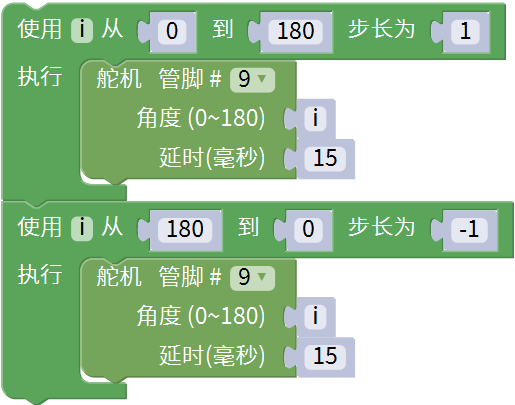 使用 i 从 0 到 180 步长为 1
执行 舵机 管脚 # 9
角度 (0~180) i
延时(毫秒) 15
使用 i 从 180 到 0 步长为 -1
执行 舵机 管脚 # 9
角度 (0~180) i
延时(毫秒) 15